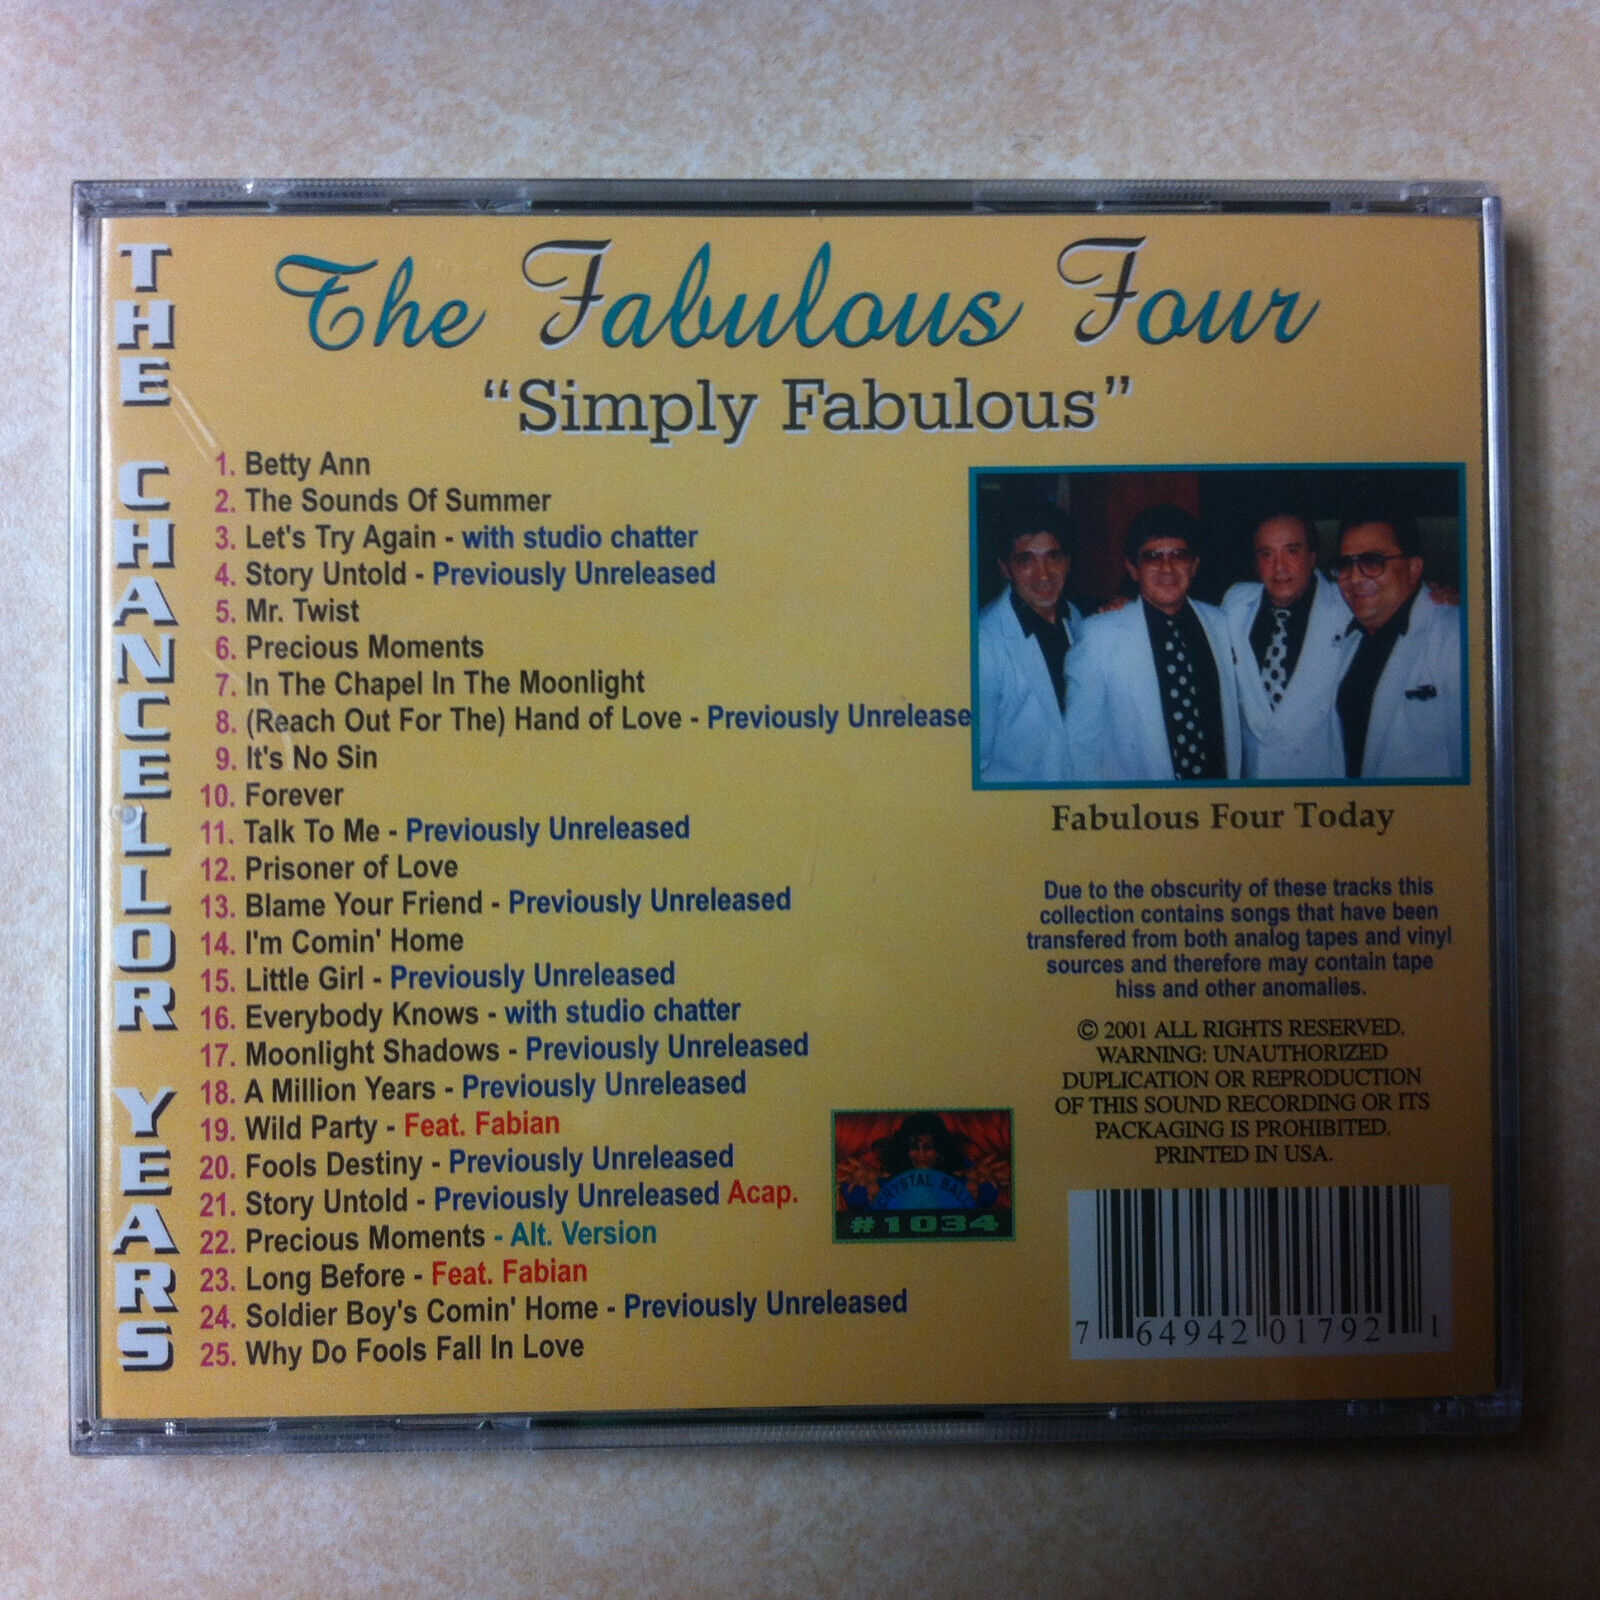 THE CHANCELLOR YEARS
The Fabulous Four
“Simply Fabulous”
1. Betty Ann
2. The Sounds Of Summer
3. Let's Try Again - with studio chatter
4. Story Untold - Previously Unreleased
5. Mr. Twist
6. Precious Moments
7. In The Chapel In The Moonlight
8. (Reach Out For The) Hand of Love - Previously Unrelease
9. It's No Sin
10. Forever
11. Talk To Me - Previously Unreleased
12. Prisoner of Love
13. Blame Your Friend - Previously Unreleased
14. I'm Comin' Home
15. Little Girl - Previously Unreleased
16. Everybody Knows - with studio chatter
17. Moonlight Shadows - Previously Unreleased
18. A Million Years - Previously Unreleased
19. Wild Party - Feat. Fabian
20. Fools Destiny - Previously Unreleased
21. Story Untold - Previously Unreleased Acap.
22. Precious Moments - Alt. Version
23. Long Before - Feat. Fabian
24. Soldier Boy's Comin' Home - Previously Unreleased
25. Why Do Fools Fall In Love
Fabulous Four Today
Due to the obscurity of these tracks this
collection contains songs that have been
transfered from both analog tapes and vinyl
sources and therefore may contain tape
hiss and other anomalies.
© 2001 ALL RIGHTS RESERVED.
WARNING: UNAUTHORIZED
DUPLICATION OR REPRODUCTION
OF THIS SOUND RECORDING OR ITS
PACKAGING IS PROHIBITED.
PRINTED IN USA.
CRYSTAL BALL
#1034
7 64942 01792 1